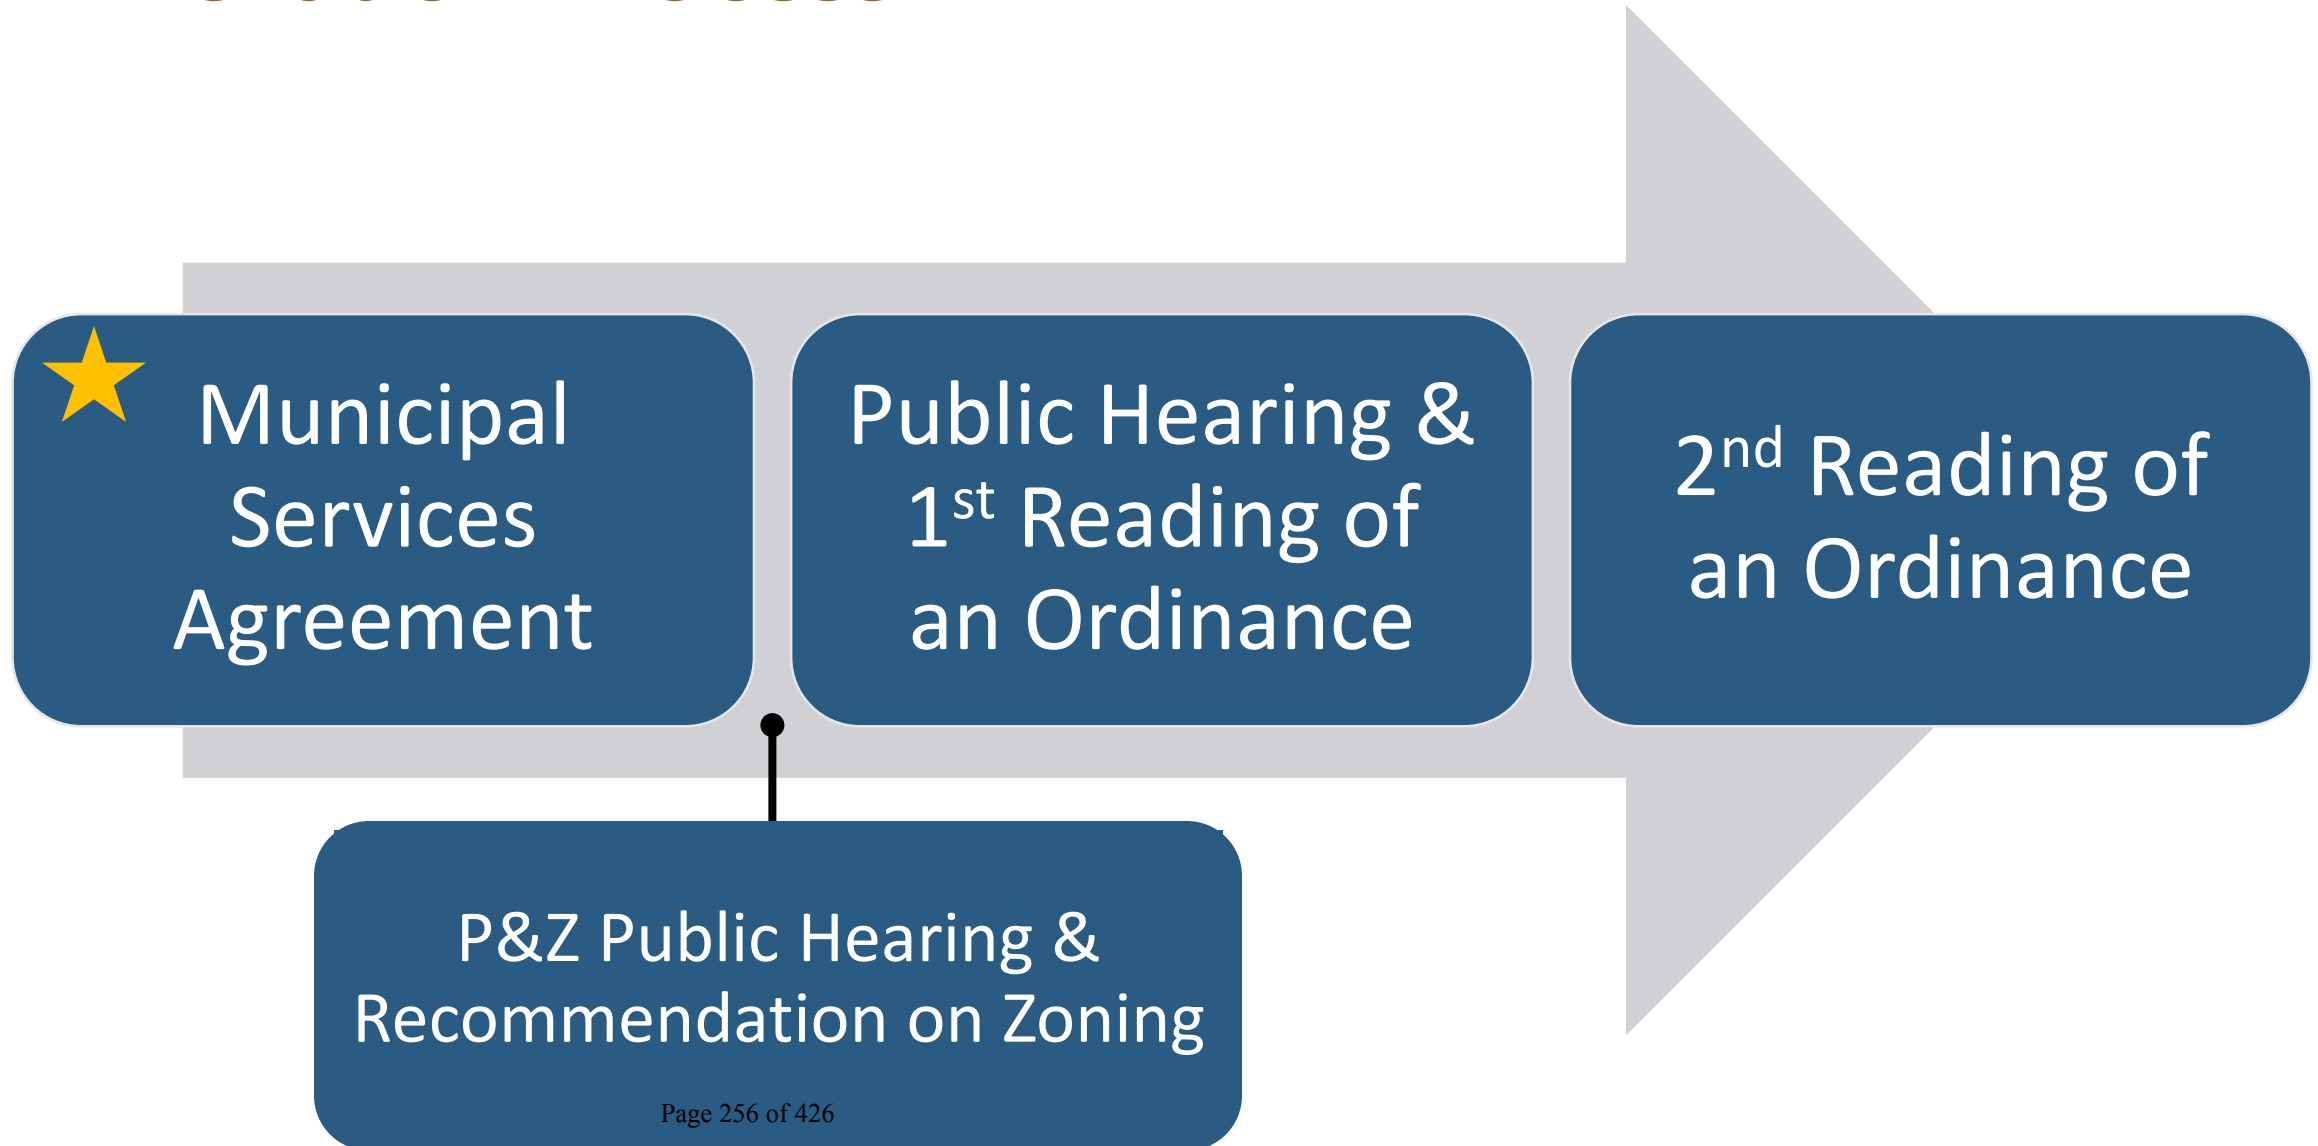 Municipal
Services
Agreement
Public Hearing &
1st Reading of
an Ordinance
2nd Reading of
an Ordinance
P&Z Public Hearing &
Recommendation on Zoning
Page 256 of 426